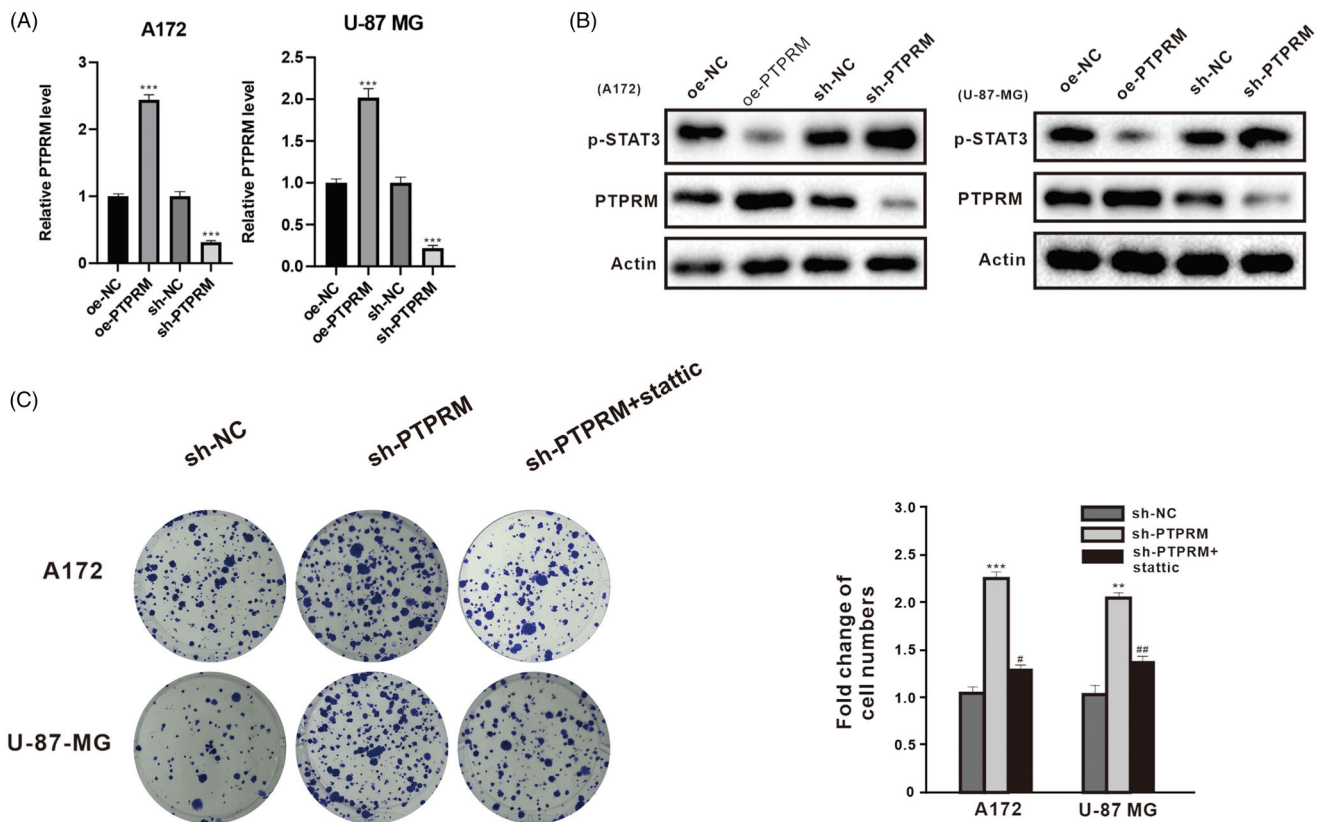 (A)
A172
Relative PTPRM level
3
2
1
0
***
***
oe-NC
oe-PTPRM
sh-NC
sh-PTPRM
U-87 MG
Relative PTPRM level
2.5
2.0
1.5
1.0
0.5
0.0
***
***
oe-NC
oe-PTPRM
sh-NC
sh-PTPRM
(B)
(A172)
oe-NC
oe-PTPRM
sh-NC
sh-PTPRM
p-STAT3
PTPRM
Actin
(U-87-MG)
oe-NC
oe-PTPRM
sh-NC
sh-PTPRM
p-STAT3
PTPRM
Actin
(C)
sh-NC
sh-PTPRM
sh-PTPRM+stattic
A172
U-87-MG
Fold change of
cell numbers
3.0
2.5
2.0
1.5
1.0
0.5
0
sh-NC
sh-PTPRM
sh-PTPRM+
stattic
***
#
**
##
A172
U-87 MG